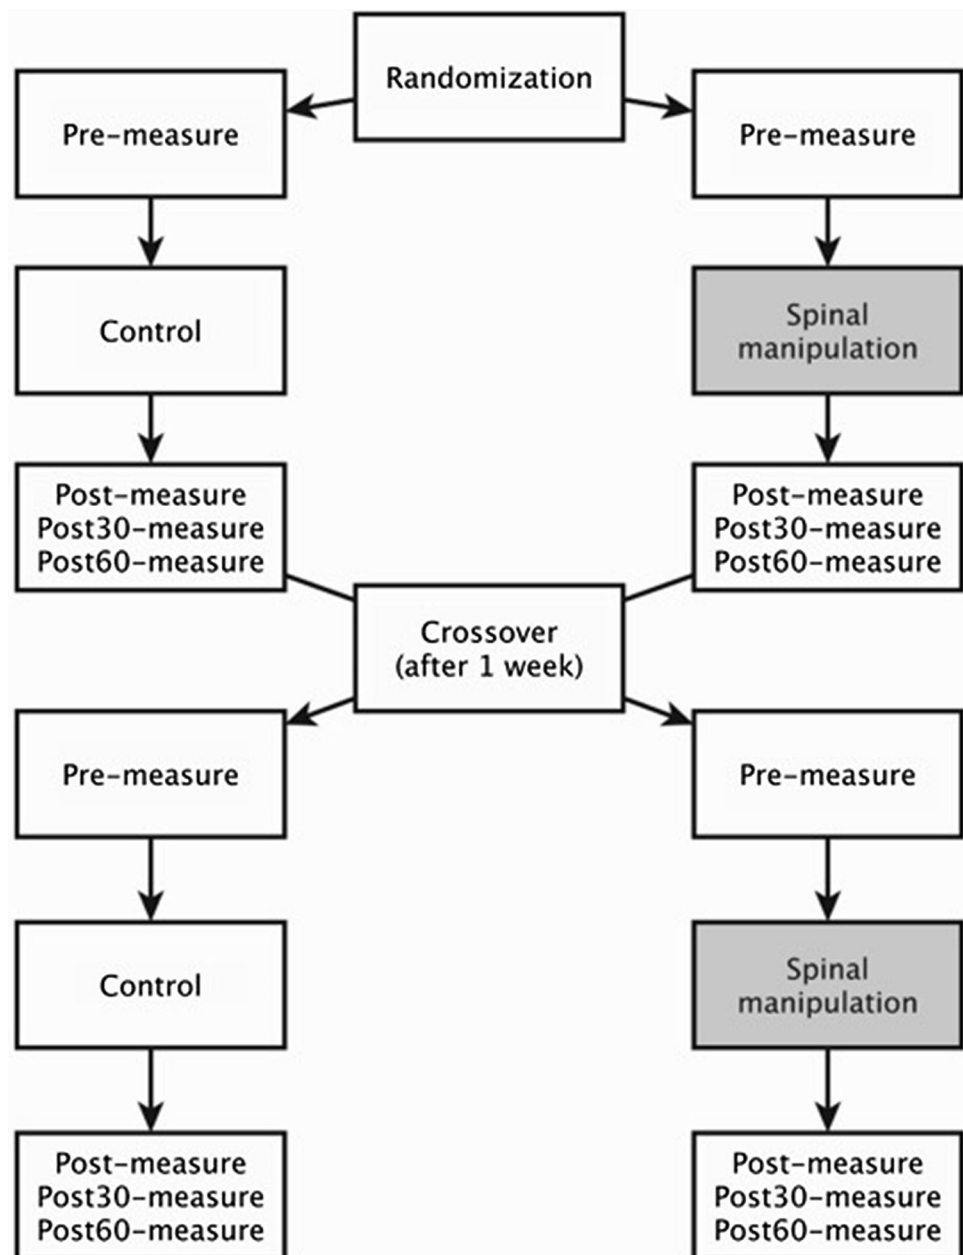 Randomization
Pre-measure
Pre-measure
Control
Spinal
manipulation
Post-measure
Post30-measure
Post60-measure
Post-measure
Post30-measure
Post60-measure
Crossover
(after 1 week)
Pre-measure
Pre-measure
Control
Spinal
manipulation
Post-measure
Post30-measure
Post60-measure
Post-measure
Post30-measure
Post60-measure